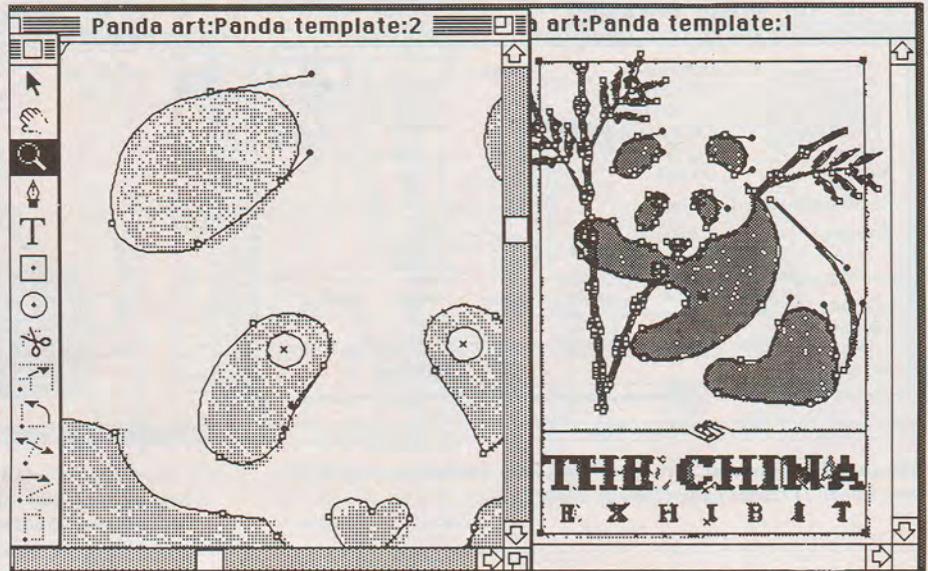 Panda art:Panda template:2
a art:Panda template:1
T
THE CHINA
EXHIBIT